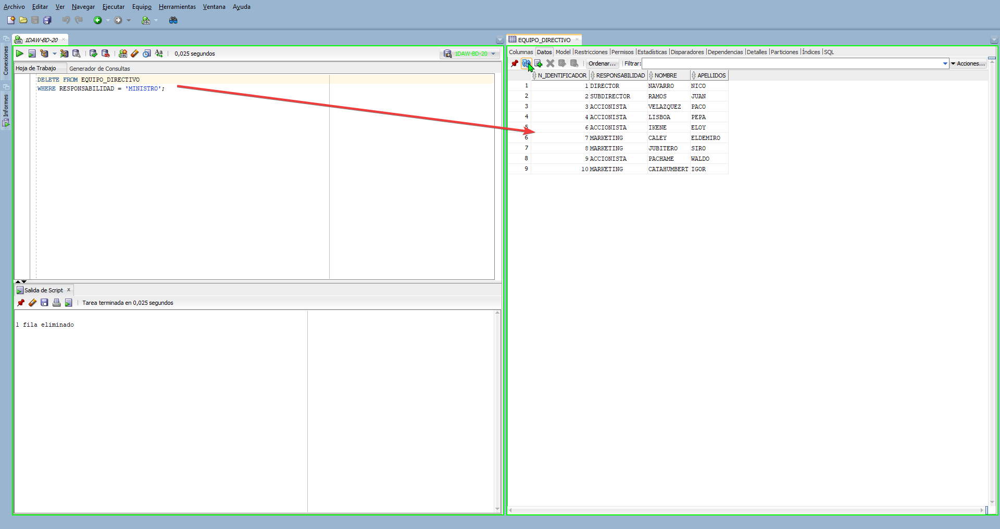 Archivo Editar Ver Navegar Ejecutar Equipo Herramientas Ventana Ayuda
1DAW-BD-20
0,025 segundos
1DAW-BD-20
Hoja de Trabajo Generador de Consultas
DELETE FROM EQUIPO_DIRECTIVO
WHERE RESPONSABILIDAD = 'MINISTRO';
Conexiones
Informes
Salida de Script
Tarea terminada en 0,025 segundos
1 fila eliminado
EQUIPO_DIRECTIVO
Columnas Datos Model Restricciones Permisos Estadísticas Disparadores Dependencias Detalles Particiones Índices SQL
Ordenar... Filtrar: Acciones...
N_IDENTIFICADOR RESPONSABILIDAD NOMBRE APELLIDOS
1 1 DIRECTOR NAVARRO NICO
2 2 SUBDIRECTOR RAMOS JUAN
3 3 ACCIONISTA VELAZQUEZ PACO
4 4 ACCIONISTA LISBOA PEPA
5 6 ACCIONISTA IKENE ELOY
6 7 MARKETING CALEY ELDEMIRO
7 8 MARKETING JUBITERO SIRO
8 9 ACCIONISTA PACHAME WALDO
9 10 MARKETING CATAHUMBERT IGOR